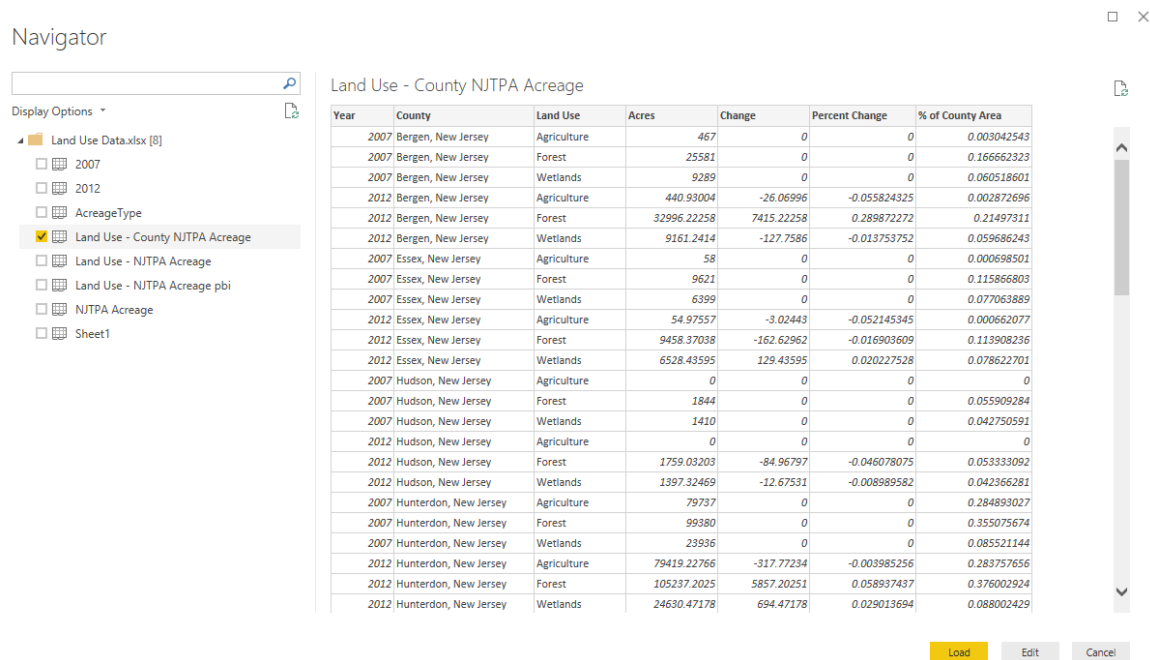 Navigator
Display Options
Land Use Data.xlsx [8]
2007
2012
AcreageType
Land Use - County NJTPA Acreage
Land Use - NJTPA Acreage
Land Use - NJTPA Acreage pbi
NJTPA Acreage
Sheet1
Land Use - County NJTPA Acreage
Year County Land Use Acres Change Percent Change % of County Area
2007 Bergen, New Jersey Agriculture 467 0 0 0.003042543
2007 Bergen, New Jersey Forest 25581 0 0 0.166662323
2007 Bergen, New Jersey Wetlands 9289 0 0 0.060518601
2012 Bergen, New Jersey Agriculture 440.93004 -26.06996 -0.055824325 0.002872696
2012 Bergen, New Jersey Forest 32996.22258 7415.22258 0.289872272 0.21497311
2012 Bergen, New Jersey Wetlands 9161.2414 -127.7586 -0.013753752 0.059686243
2007 Essex, New Jersey Agriculture 58 0 0 0.000698501
2007 Essex, New Jersey Forest 9621 0 0 0.115866803
2007 Essex, New Jersey Wetlands 6399 0 0 0.077063889
2012 Essex, New Jersey Agriculture 54.97557 -3.02443 -0.052145345 0.000662077
2012 Essex, New Jersey Forest 9458.37038 -162.62962 -0.016903609 0.113908236
2012 Essex, New Jersey Wetlands 6528.43595 129.43595 0.020227528 0.078622701
2007 Hudson, New Jersey Agriculture 0 0 0 0
2007 Hudson, New Jersey Forest 1844 0 0 0.055909284
2007 Hudson, New Jersey Wetlands 1410 0 0 0.042750591
2012 Hudson, New Jersey Agriculture 0 0 0 0
2012 Hudson, New Jersey Forest 1759.03203 -84.96797 -0.046078075 0.053333092
2012 Hudson, New Jersey Wetlands 1397.32469 -12.67531 -0.008989582 0.042366281
2007 Hunterdon, New Jersey Agriculture 79737 0 0 0.284893027
2007 Hunterdon, New Jersey Forest 99380 0 0 0.355075674
2007 Hunterdon, New Jersey Wetlands 23936 0 0 0.085521144
2012 Hunterdon, New Jersey Agriculture 79419.22766 -317.77234 -0.003985256 0.283757656
2012 Hunterdon, New Jersey Forest 105237.2025 5857.20251 0.058937437 0.376002924
2012 Hunterdon, New Jersey Wetlands 24630.47178 694.47178 0.029013694 0.088002429
Load Edit Cancel